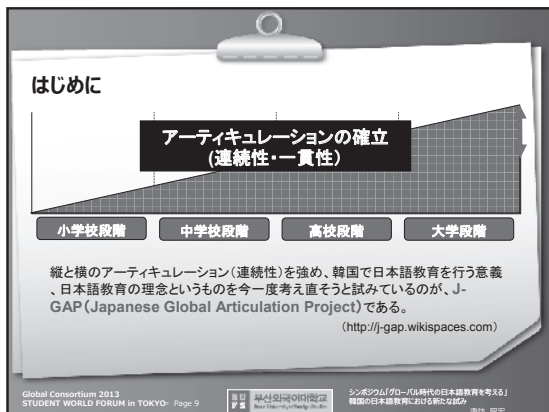 はじめに
アーティキュレーションの確立
(連続性・一貫性)
小学校段階
中学校段階
高校段階
大学段階
縦と横のアーティキュレーション(連続性)を強め、韓国で日本語教育を行う意義
、日本語教育の理念というものを今一度考え直そうと試みているのが、J-
GAP(Japanese Global Articulation Project)である。
(http://j-gap.wikispaces.com)
Global Consortium 2013
STUDENT WORLD FORUM in TOKYO- Page 9
BU
FS
부산외국어대학교
Busan University of Foreign Studies
シンポジウム「グローバル時代の日本語教育を考える」
韓国の日本語教育における新たな試み